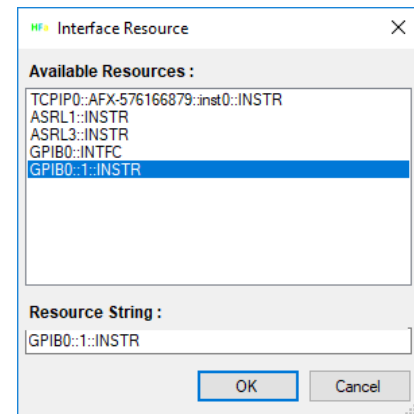 HF Interface Resource
Available Resources :
TCPIP0::AFX-576166879::inst0::INSTR
ASRL1::INSTR
ASRL3::INSTR
GPIB0::INTFC
GPIB0::1::INSTR
Resource String :
GPIB0::1::INSTR
OK Cancel